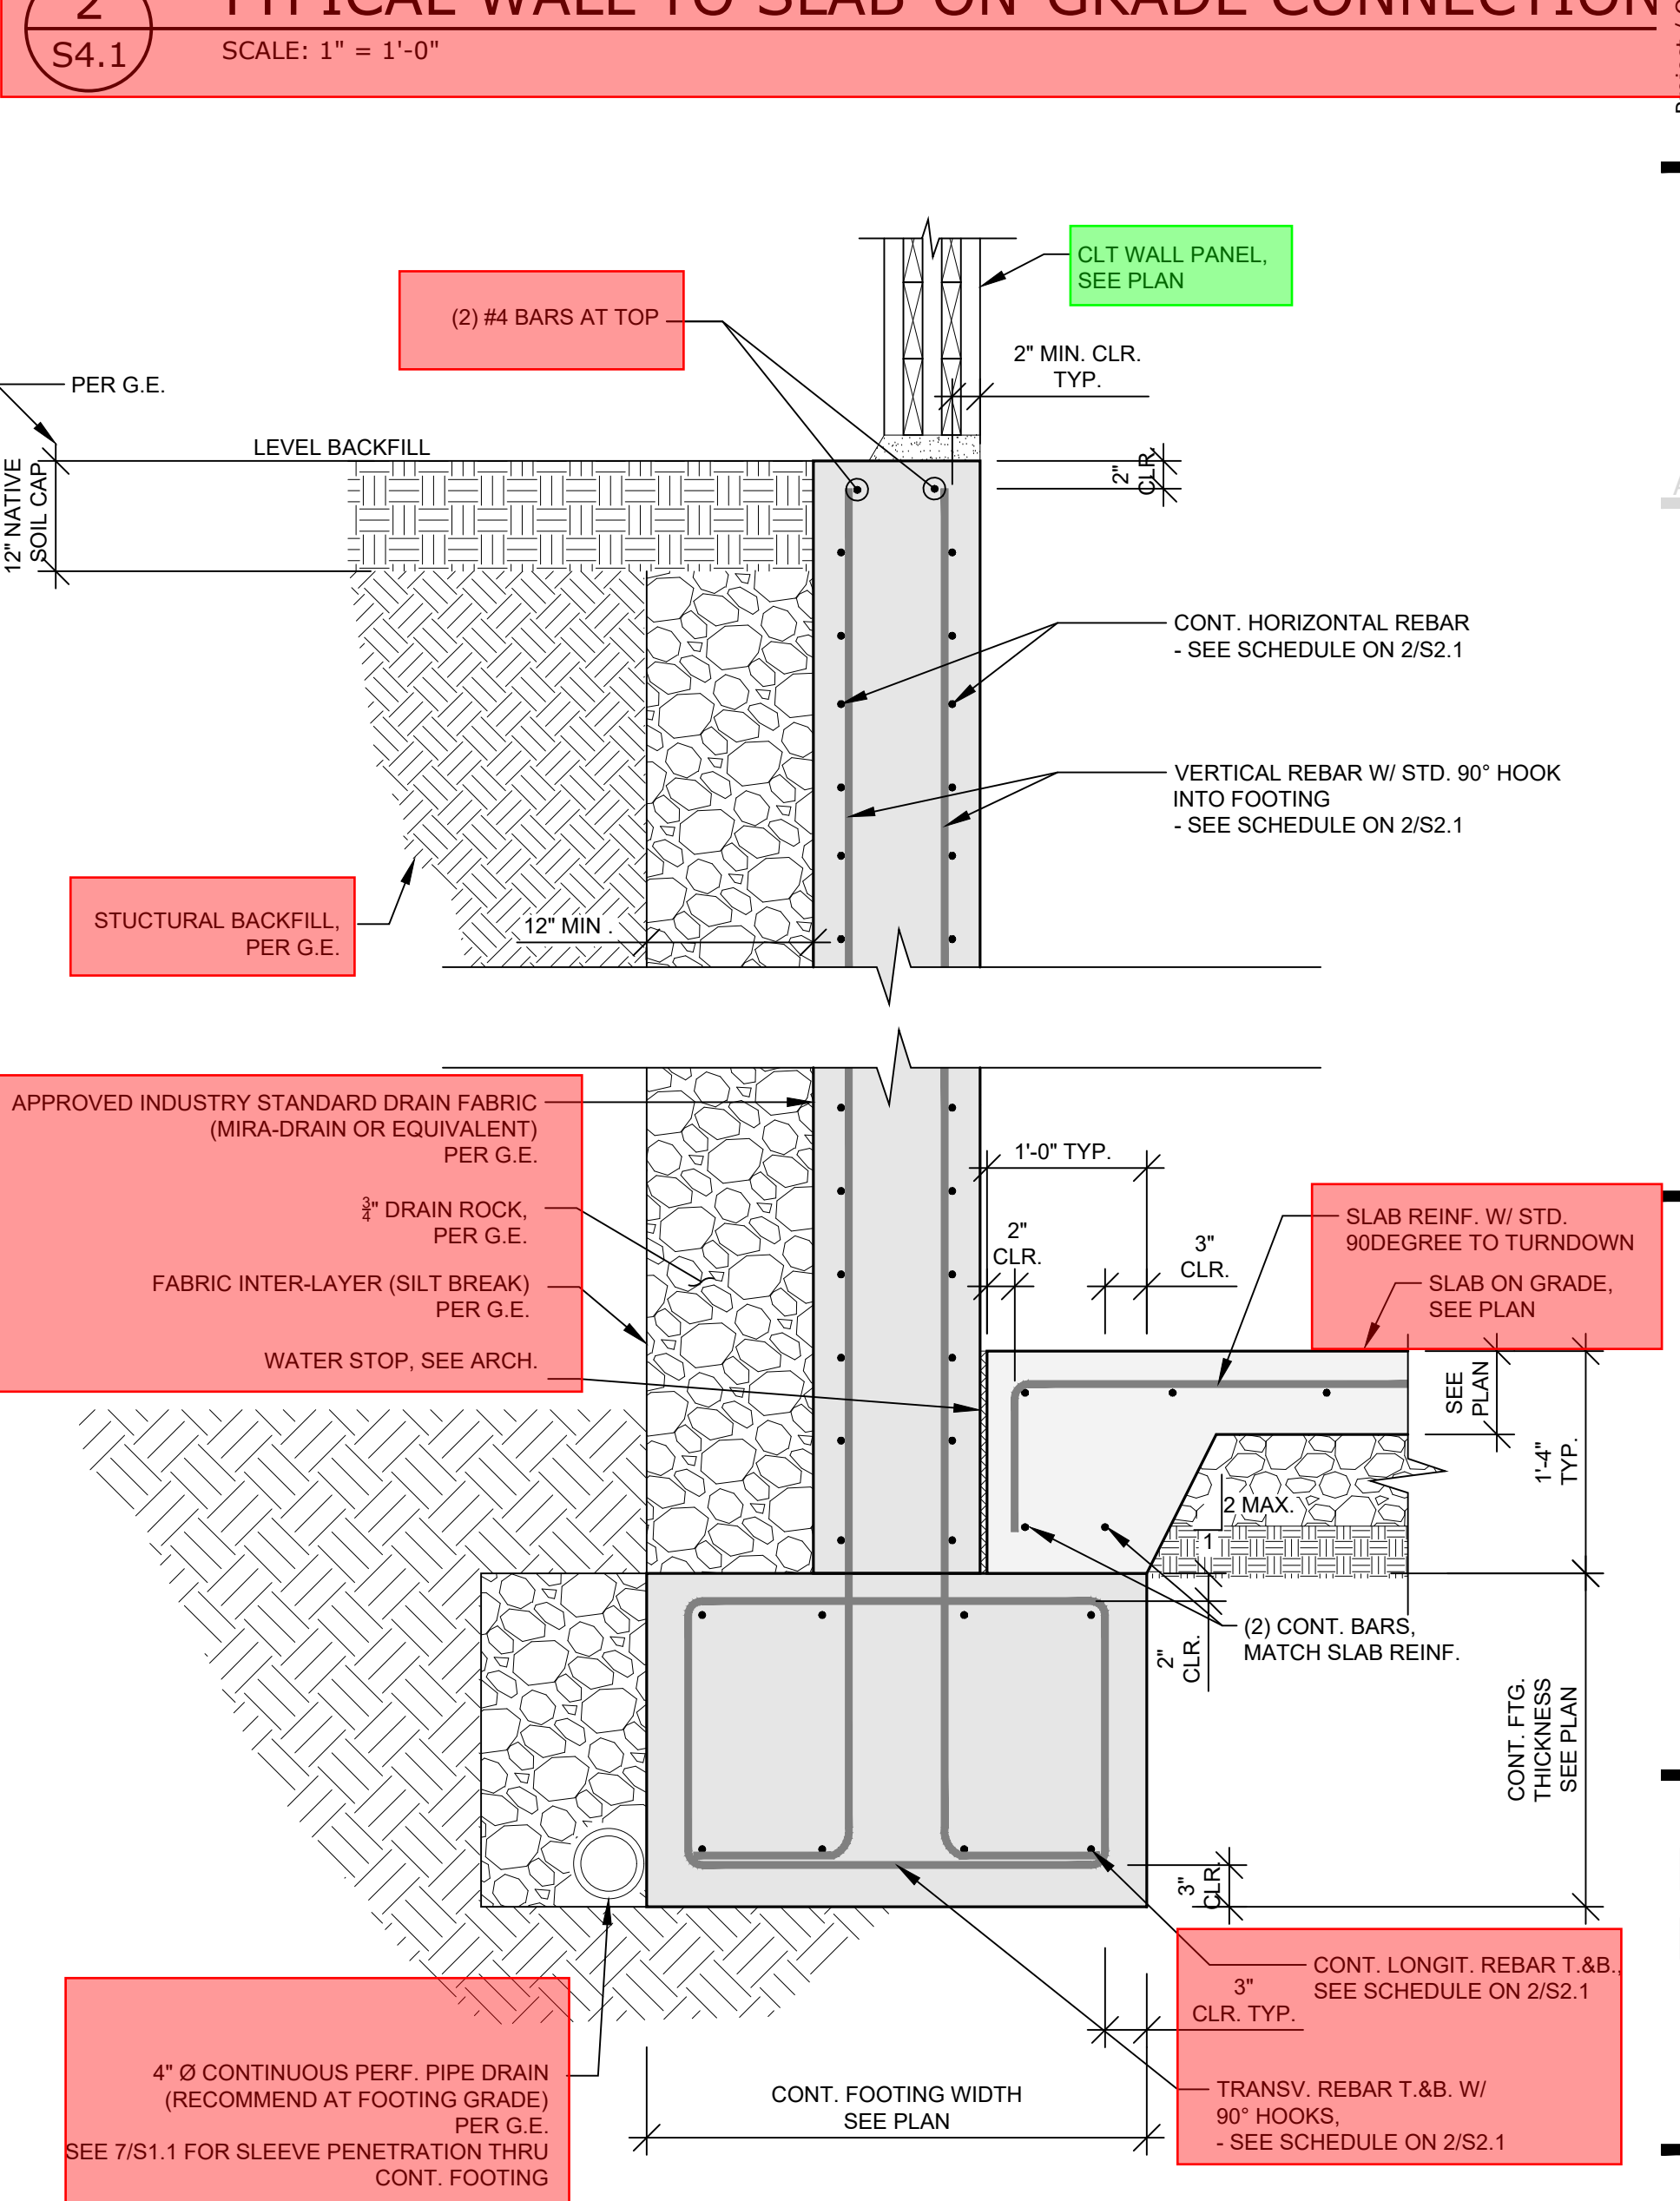 2
S4.1
TYPICAL WALL TO SLAB-ON-GRADE CONNECTION
SCALE: 1" = 1'-0"
CLT WALL PANEL,
SEE PLAN
(2) #4 BARS AT TOP
2" MIN. CLR.
TYP.
PER G.E.
LEVEL BACKFILL
12" NATIVE
SOIL CAP
2"
CLR.
CONT. HORIZONTAL REBAR
- SEE SCHEDULE ON 2/S2.1
VERTICAL REBAR W/ STD. 90° HOOK
INTO FOOTING
- SEE SCHEDULE ON 2/S2.1
STUCTURAL BACKFILL,
PER G.E.
12" MIN .
APPROVED INDUSTRY STANDARD DRAIN FABRIC
(MIRA-DRAIN OR EQUIVALENT)
PER G.E.
3/4" DRAIN ROCK,
PER G.E.
FABRIC INTER-LAYER (SILT BREAK)
PER G.E.
WATER STOP, SEE ARCH.
1'-0" TYP.
2"
CLR.
3"
CLR.
SLAB REINF. W/ STD.
90DEGREE TO TURNDOWN
SLAB ON GRADE,
SEE PLAN
SEE
PLAN
1'-4"
TYP.
2 MAX.
1
(2) CONT. BARS,
MATCH SLAB REINF.
2"
CLR.
CONT. FTG.
THICKNESS
SEE PLAN
3"
CLR.
CONT. LONGIT. REBAR T.&B.,
SEE SCHEDULE ON 2/S2.1
3"
CLR. TYP.
TRANSV. REBAR T.&B. W/
90° HOOKS,
- SEE SCHEDULE ON 2/S2.1
4" Ø CONTINUOUS PERF. PIPE DRAIN
(RECOMMEND AT FOOTING GRADE)
PER G.E.
SEE 7/S1.1 FOR SLEEVE PENETRATION THRU
CONT. FOOTING
CONT. FOOTING WIDTH
SEE PLAN